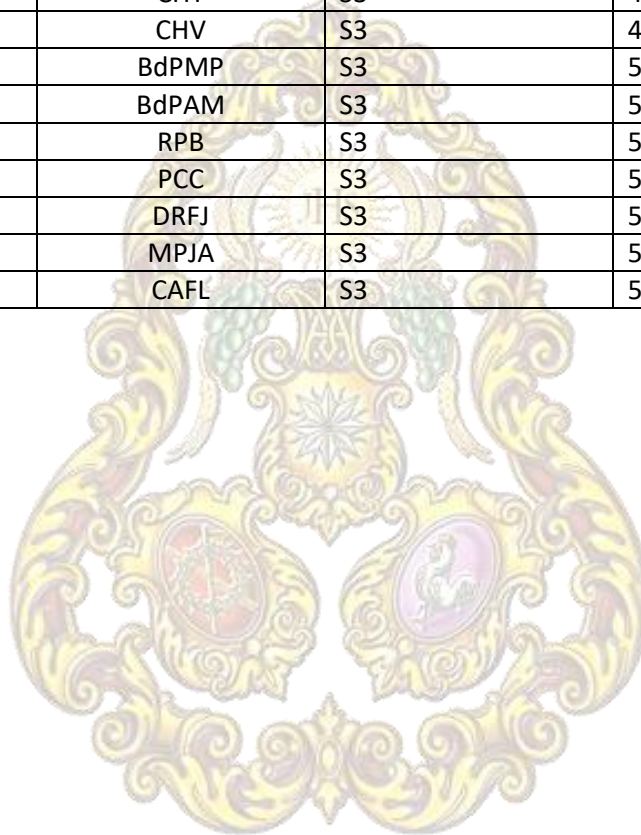 CHV S3 4
BdPMP S3 5
BdPAM S3 5
RPB S3 5
PCC S3 5
DRFJ S3 5
MPJA S3 5
CAFL S3 5